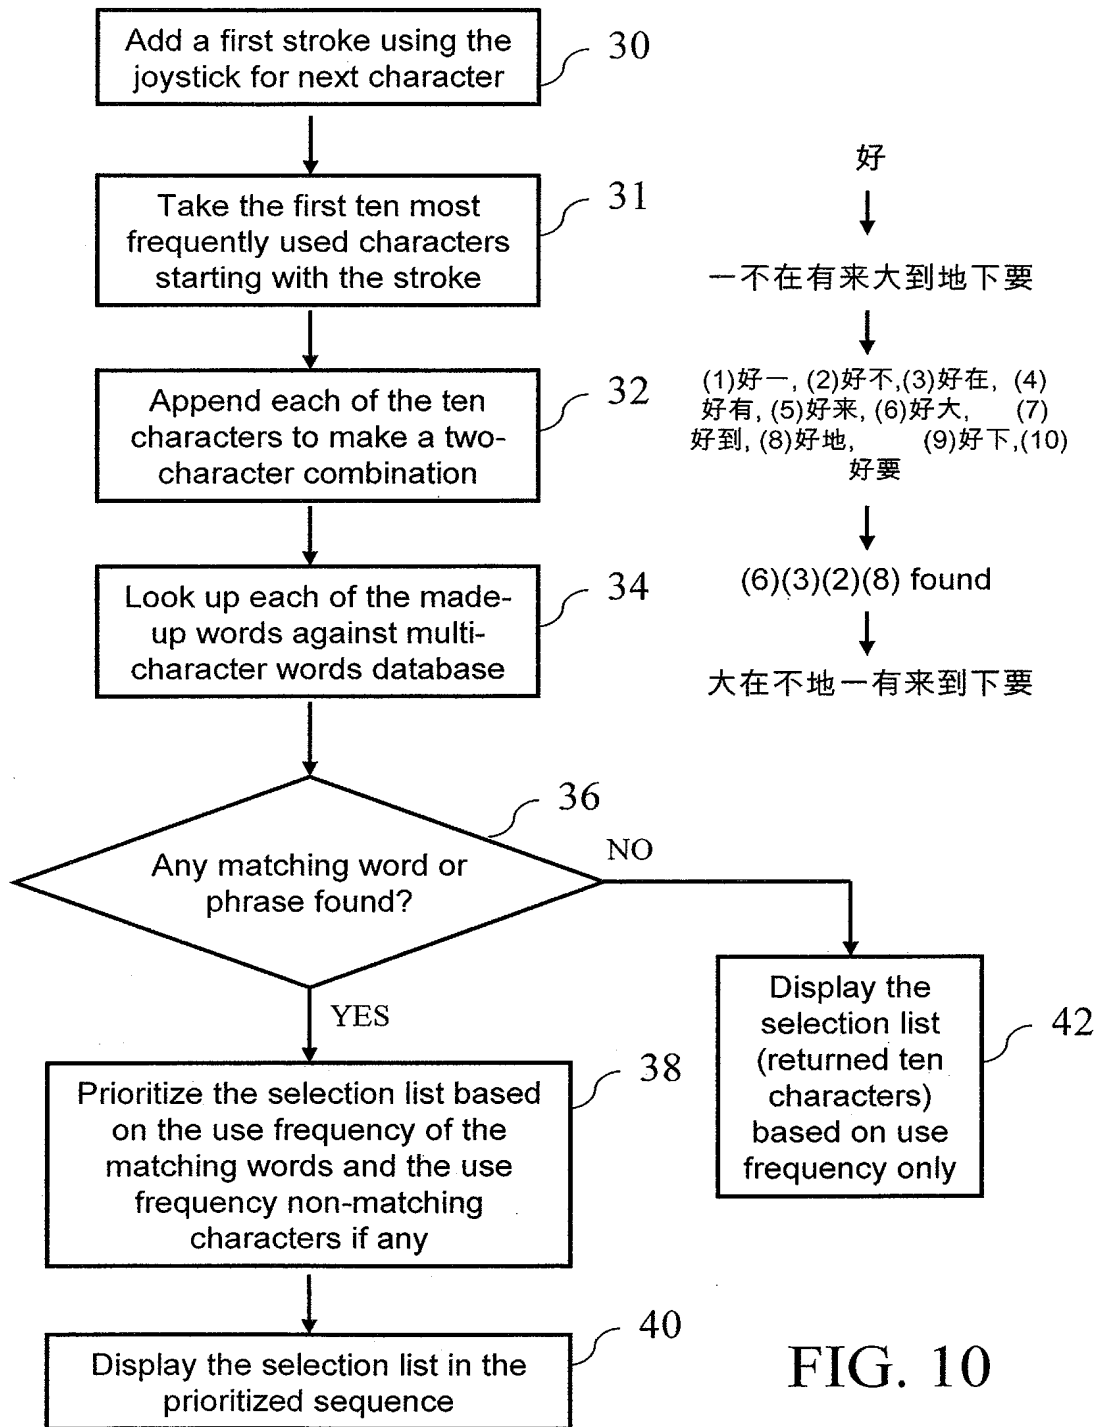 Add a first stroke using the
joystick for next character
30
Take the first ten most
frequently used characters
starting with the stroke
31
Append each of the ten
characters to make a two-
character combination
32
Look up each of the made-
up words against multi-
character words database
34
Any matching word or
phrase found?
36
NO
YES
Prioritize the selection list based
on the use frequency of the
matching words and the use
frequency non-matching
characters if any
38
Display the selection list in the
prioritized sequence
40
Display the
selection list
(returned ten
characters)
based on use
frequency only
42
好
一不在有来大到地下要
(1)好一, (2)好不,(3)好在, (4)
好有, (5)好来, (6)好大, (7)
好到, (8)好地, (9)好下,(10)
好要
(6)(3)(2)(8) found
大在不地一有来到下要
FIG. 10